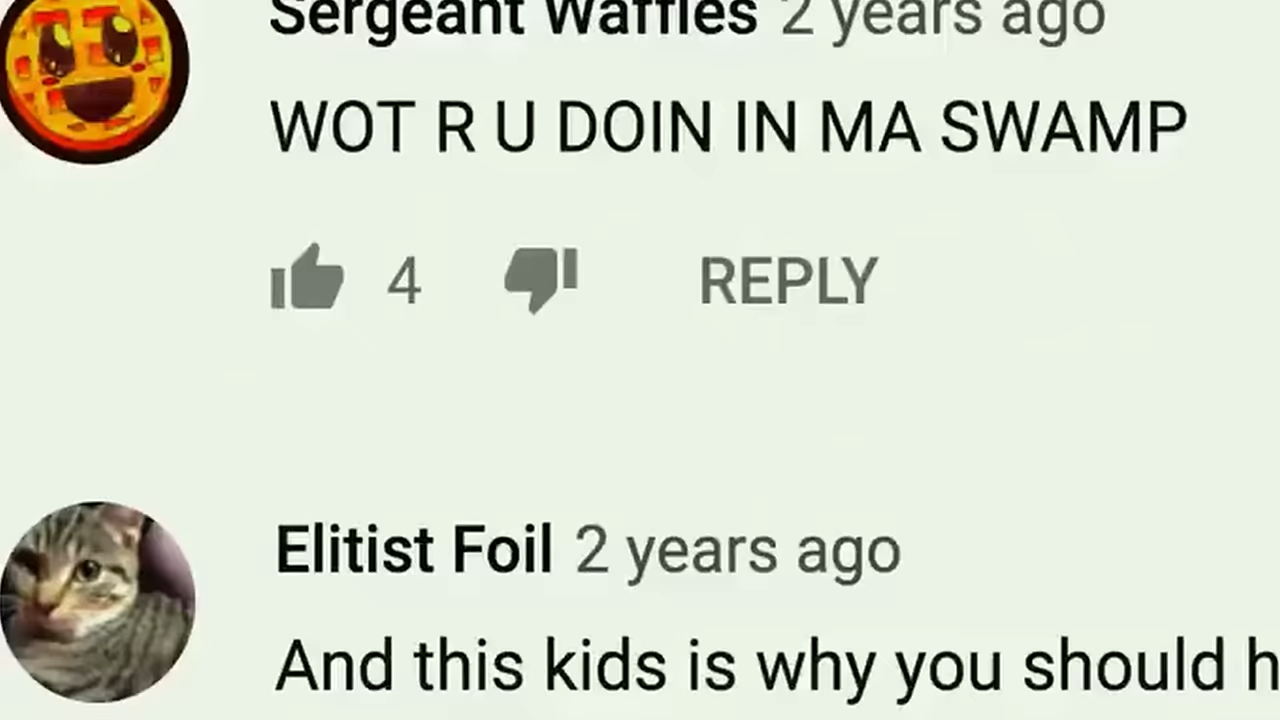 Sergeant Waffles 2 years ago
WOT R U DOIN IN MA SWAMP
4 REPLY
Elitist Foil 2 years ago
And this kids is why you should h